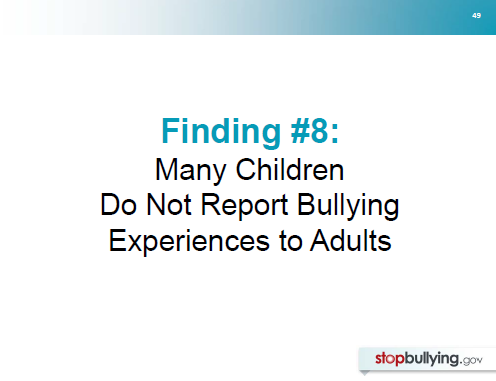 49
Finding #8:
Many Children
Do Not Report Bullying
Experiences to Adults
stopbullying.gov